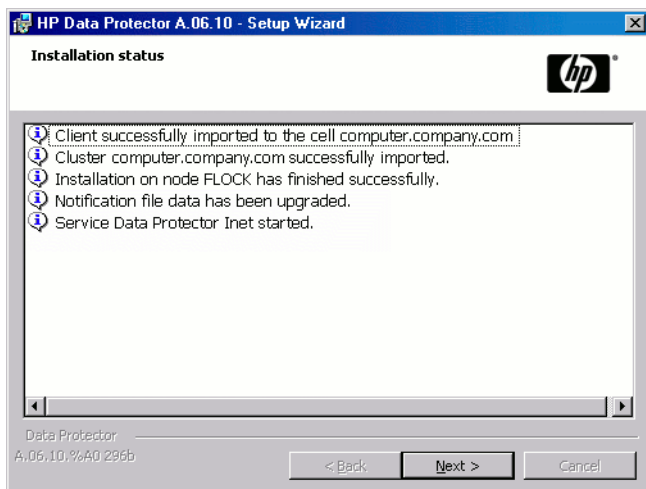 HP Data Protector A.06.10 - Setup Wizard
Installation status
hp
Client successfully imported to the cell computer.company.com
Cluster computer.company.com successfully imported.
Installation on node FLOCK has finished successfully.
Notification file data has been upgraded.
Service Data Protector Inet started.
Data Protector
A.06.10.%A0 296b
< Back
Next >
Cancel